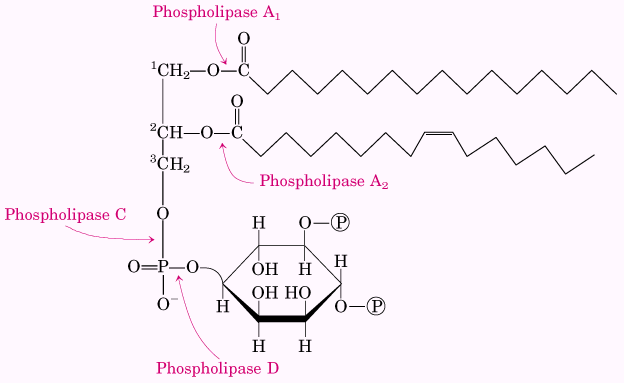 Phospholipase A₁
O
¹CH₂ O C
O
²CH O C
³CH₂
Phospholipase A₂
Phospholipase C
O
H O Ⓟ
O P O OH H H
O⁻ H OH HO O Ⓟ
H H
Phospholipase D